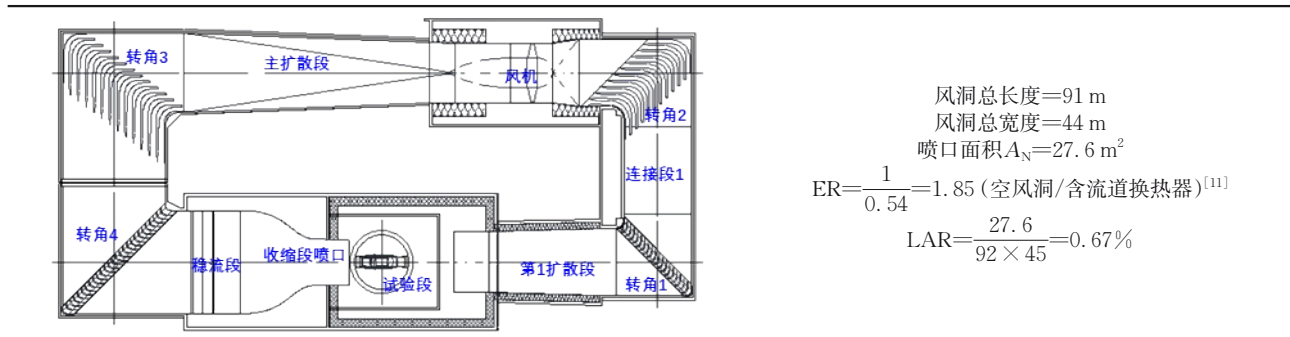 转角3
主扩散段
风机
转角2
连接段1
转角4
稳流段
收缩段喷口
试验段
第1扩散段
转角1
风洞总长度=91 m
风洞总宽度=44 m
喷口面积A_N=27.6 m²
ER=1/0.54=1.85 (空风洞/含流道换热器)[11]
LAR=27.6/92×45=0.67%